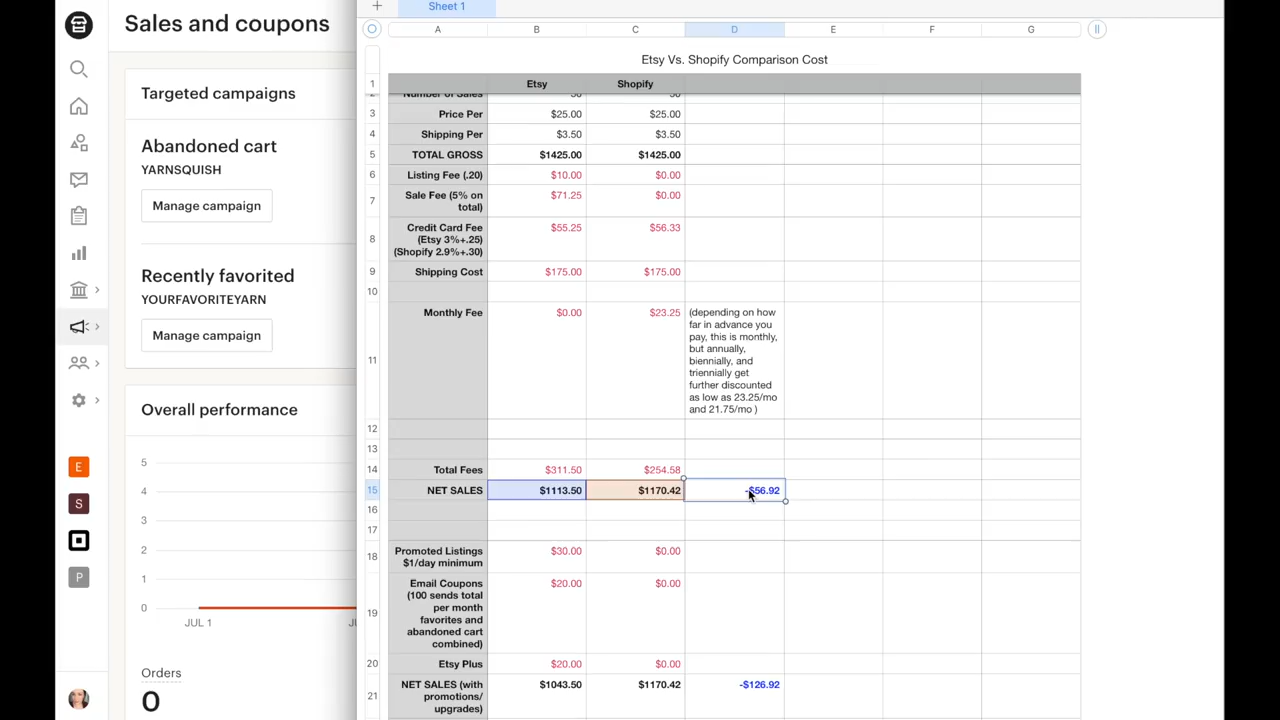 Sales and coupons
Targeted campaigns
Abandoned cart
YARNSQUISH
Manage campaign
Recently favorited
YOURFAVORITEYARN
Manage campaign
Overall performance
5
4
3
2
1
0
JUL 1
Orders
0
E
S
P
Sheet 1
A B C D E F G
Etsy Vs. Shopify Comparison Cost
1 Etsy Shopify
2 Number of Sales 50 50
3 Price Per $25.00 $25.00
4 Shipping Per $3.50 $3.50
5 TOTAL GROSS $1425.00 $1425.00
6 Listing Fee (.20) $10.00 $0.00
7 Sale Fee (5% on $71.25 $0.00
total)
8 Credit Card Fee $55.25 $56.33
(Etsy 3%+.25)
(Shopify 2.9%+.30)
9 Shipping Cost $175.00 $175.00
10
11 Monthly Fee $0.00 $23.25
(depending on how
far in advance you
pay, this is monthly,
but annually,
biennially, and
triennially get
further discounted
as low as 23.25/mo
and 21.75/mo )
12
13
14 Total Fees $311.50 $254.58
15 NET SALES $1113.50 $1170.42 -$56.92
16
17
18 Promoted Listings $30.00 $0.00
$1/day minimum
19 Email Coupons $20.00 $0.00
(100 sends total
per month
favorites and
abandoned cart
combined)
20 Etsy Plus $20.00 $0.00
21 NET SALES (with $1043.50 $1170.42 -$126.92
promotions/
upgrades)